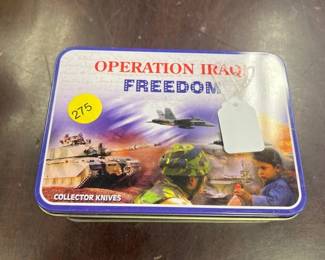 OPERATION IRAQ
FREEDOM
275
COLLECTOR KNIVES